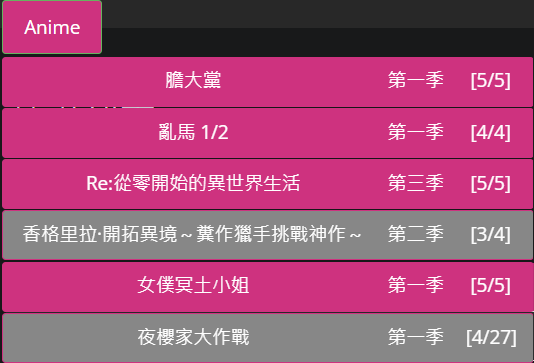 Anime
膽大黨 第一季 [5/5]
亂馬 1/2 第一季 [4/4]
Re:從零開始的異世界生活 第三季 [5/5]
香格里拉·開拓異境～糞作獵手挑戰神作～ 第二季 [3/4]
女僕冥土小姐 第一季 [5/5]
夜櫻家大作戰 第一季 [4/27]